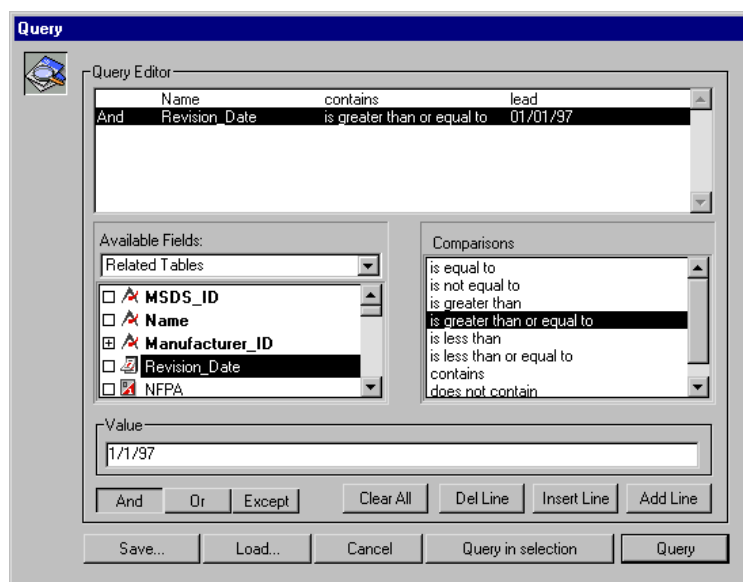 Query
Query Editor
Name contains lead
And Revision_Date is greater than or equal to 01/01/97
Available Fields:
Related Tables
MSDS_ID
Name
Manufacturer_ID
Revision_Date
NFPA
Comparisons
is equal to
is not equal to
is greater than
is greater than or equal to
is less than
is less than or equal to
contains
does not contain
Value
1/1/97
And Or Except Clear All Del Line Insert Line Add Line
Save... Load... Cancel Query in selection Query